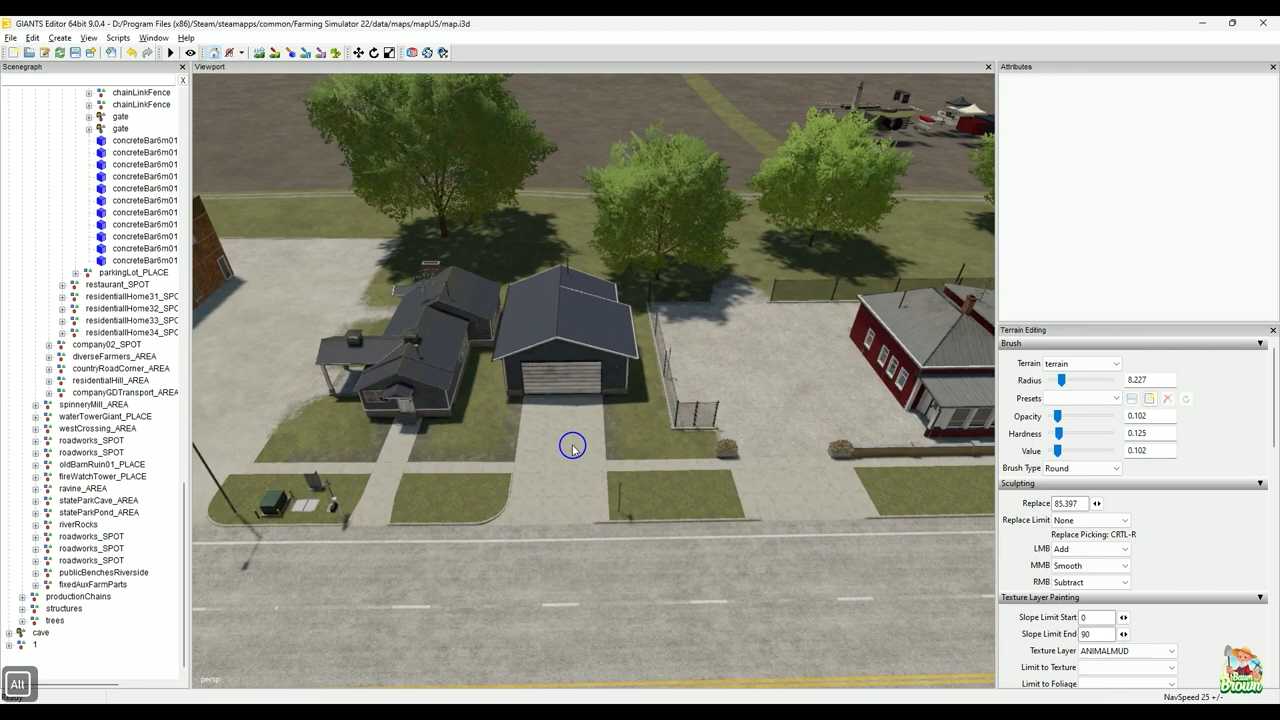 GIANTS Editor 64bit 9.0.4 - D:/Program Files (x86)/Steam/steamapps/common/Farming Simulator 22/data/maps/mapUS/map.i3d
File Edit Create View Scripts Window Help
Scenegraph
Viewport
Attributes
X
chainLinkFence
chainLinkFence
gate
gate
concreteBar6m01
concreteBar6m01
concreteBar6m01
concreteBar6m01
concreteBar6m01
concreteBar6m01
concreteBar6m01
concreteBar6m01
concreteBar6m01
concreteBar6m01
concreteBar6m01
parkingLot_PLACE
restaurant_SPOT
residentialHome31_SPO
residentialHome32_SPO
residentialHome33_SPO
residentialHome34_SPO
company02_SPOT
diverseFarmers_AREA
countryRoadCorner_AREA
residentialHill_AREA
companyGDTransport_AREA
spinneryMill_AREA
waterTowerGiant_PLACE
westCrossing_AREA
roadworks_SPOT
roadworks_SPOT
oldBarnRuin01_PLACE
fireWatchTower_PLACE
ravine_AREA
stateParkCave_AREA
stateParkPond_AREA
riverRocks
roadworks_SPOT
roadworks_SPOT
roadworks_SPOT
publicBenchesRiverside
fixedAuxFarmParts
productionChains
structures
trees
cave
1
Alt
Ready
persp
Terrain Editing
Brush
Terrain terrain
Radius 8.227
Presets
Opacity 0.102
Hardness 0.125
Value 0.102
Brush Type Round
Sculpting
Replace 85.397
Replace Limit None
Replace Picking: CRTL-R
LMB Add
MMB Smooth
RMB Subtract
Texture Layer Painting
Slope Limit Start 0
Slope Limit End 90
Texture Layer ANIMALMUD
Limit to Texture
Limit to Foliage
Brown
NavSpeed 25 +/-